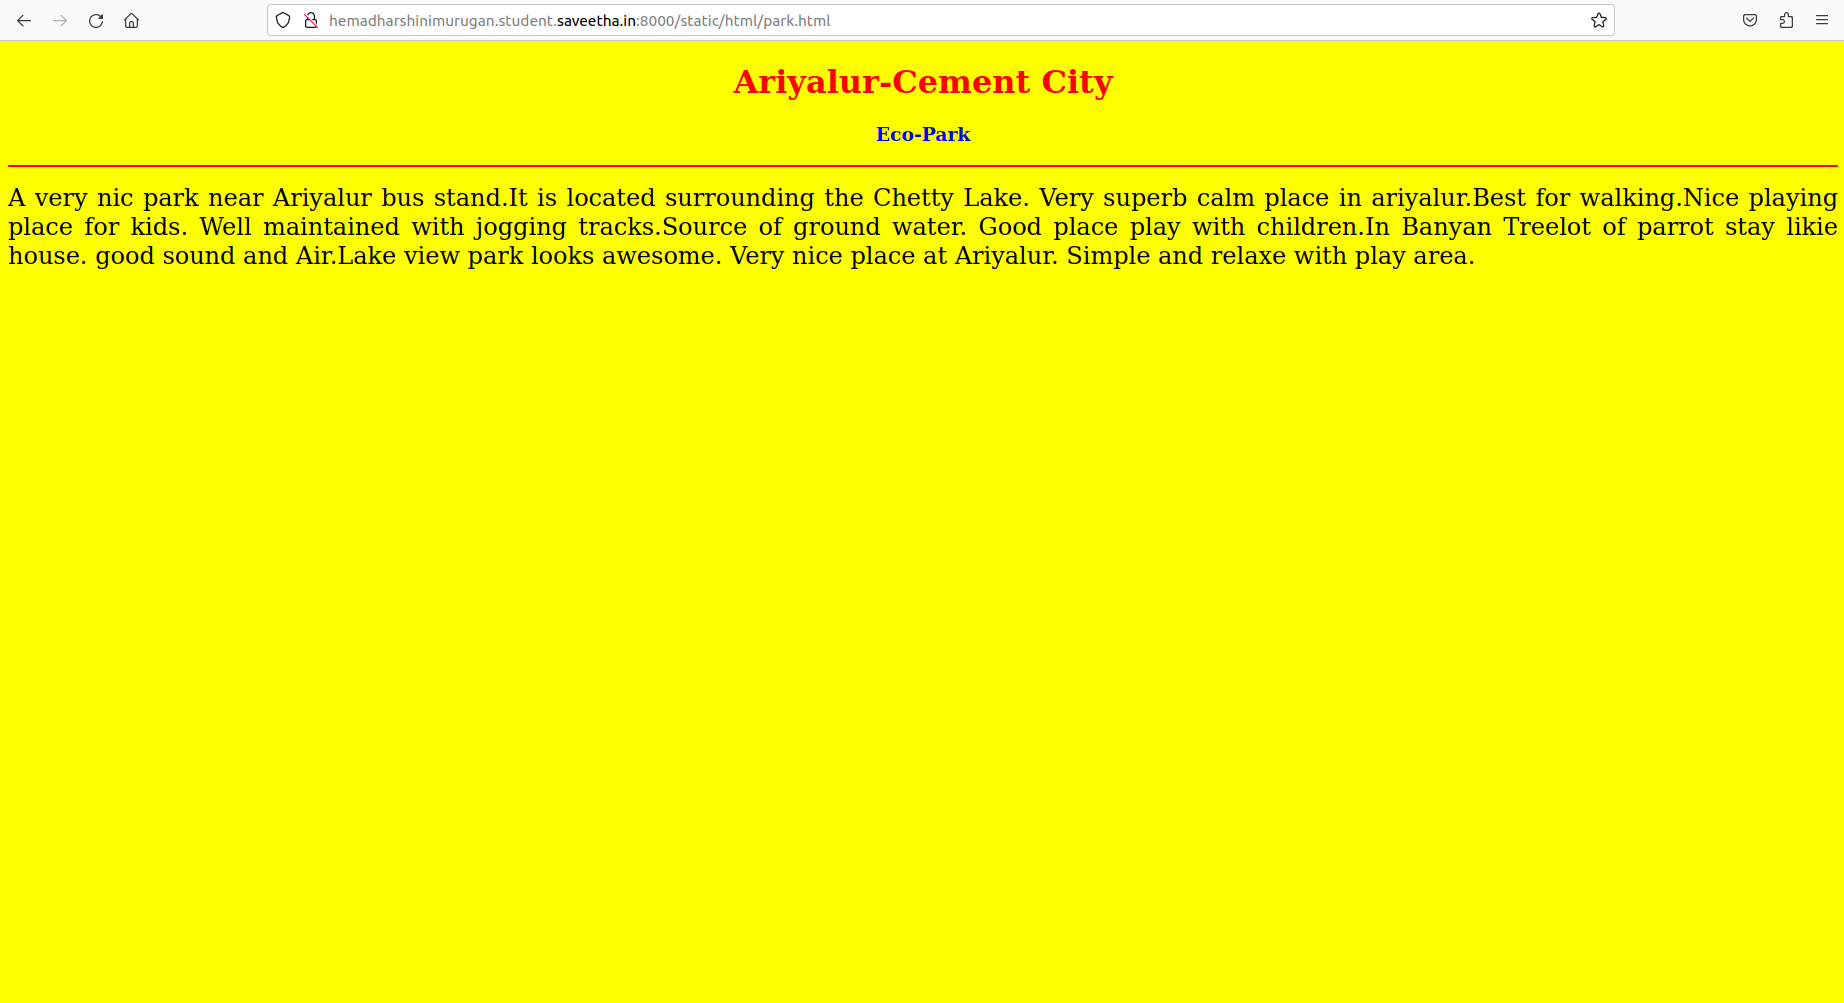 hemadharshinimurugan.student.saveetha.in:8000/static/html/park.html
Ariyalur-Cement City
Eco-Park
A very nic park near Ariyalur bus stand.It is located surrounding the Chetty Lake. Very superb calm place in ariyalur.Best for walking.Nice playing
place for kids. Well maintained with jogging tracks.Source of ground water. Good place play with children.In Banyan Treelot of parrot stay likie
house. good sound and Air.Lake view park looks awesome. Very nice place at Ariyalur. Simple and relaxe with play area.